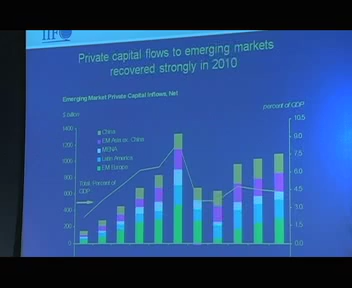 IIF
Private capital flows to emerging markets
recovered strongly in 2010
Emerging Market Private Capital Inflows, Net
$ billion
percent of GDP
1400
1200
1000
800
600
400
200
0
China
EM Asia ex. China
MENA
Latin America
EM Europe
Total, Percent of
GDP
10.5
9.0
7.5
6.0
4.5
3.0
1.5
0.0